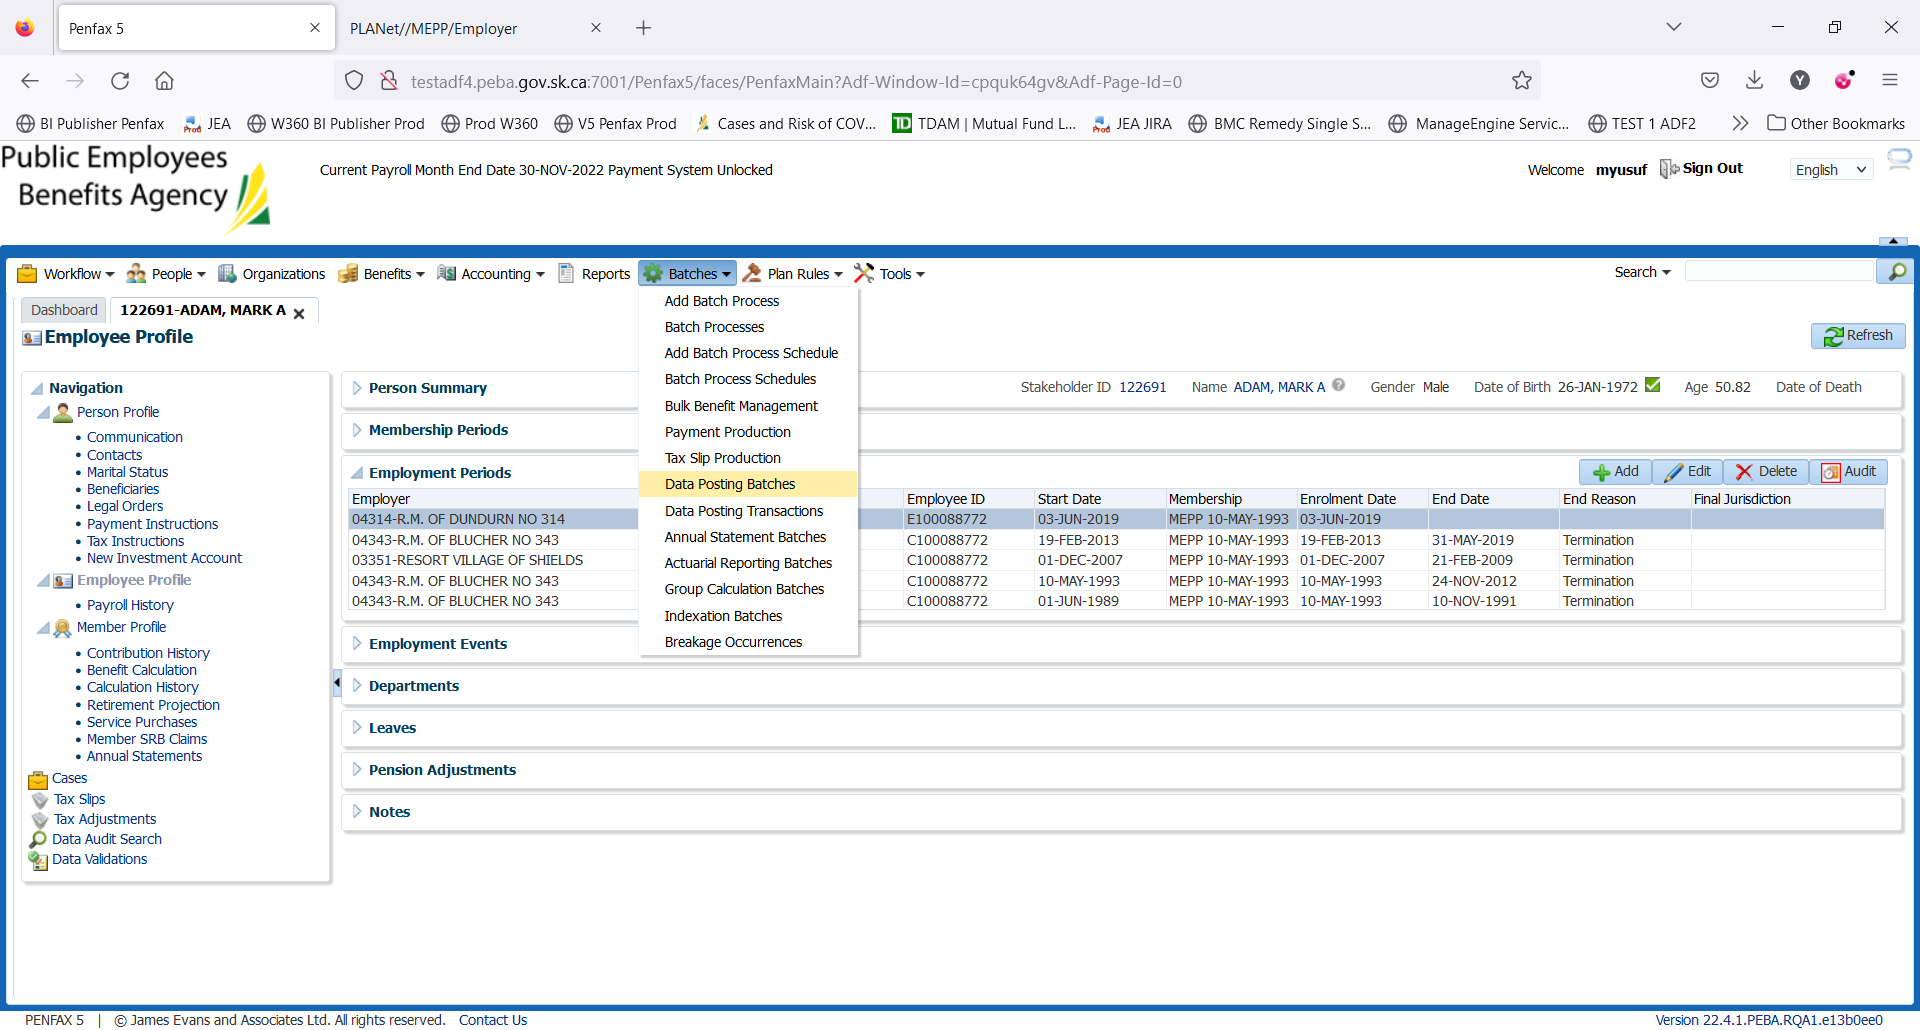 Penfax 5
PLANet//MEPP/Employer
testadf4.peba.gov.sk.ca:7001/Penfax5/faces/PenfaxMain?Adf-Window-Id=cpquk64gv&Adf-Page-Id=0
Y
BI Publisher Penfax
JEA
W360 BI Publisher Prod
Prod W360
V5 Penfax Prod
Cases and Risk of COV...
TDAM | Mutual Fund L...
JEA JIRA
BMC Remedy Single S...
ManageEngine Servic...
TEST 1 ADF2
Other Bookmarks
Public Employees
Benefits Agency
Current Payroll Month End Date 30-NOV-2022 Payment System Unlocked
Welcome myusuf
Sign Out
English
Workflow
People
Organizations
Benefits
Accounting
Reports
Batches
Plan Rules
Tools
Search
Dashboard
122691-ADAM, MARK A
Employee Profile
Refresh
Add Batch Process
Batch Processes
Add Batch Process Schedule
Batch Process Schedules
Bulk Benefit Management
Payment Production
Tax Slip Production
Data Posting Batches
Data Posting Transactions
Annual Statement Batches
Actuarial Reporting Batches
Group Calculation Batches
Indexation Batches
Breakage Occurrences
Navigation
Person Profile
Communication
Contacts
Marital Status
Beneficiaries
Legal Orders
Payment Instructions
Tax Instructions
New Investment Account
Employee Profile
Payroll History
Member Profile
Contribution History
Benefit Calculation
Calculation History
Retirement Projection
Service Purchases
Member SRB Claims
Annual Statements
Cases
Tax Slips
Tax Adjustments
Data Audit Search
Data Validations
Person Summary
Stakeholder ID 122691 Name ADAM, MARK A Gender Male Date of Birth 26-JAN-1972 Age 50.82 Date of Death
Membership Periods
Employment Periods
Add
Edit
Delete
Audit
Employer Employee ID Start Date Membership Enrolment Date End Date End Reason Final Jurisdiction
04314-R.M. OF DUNDURN NO 314 E100088772 03-JUN-2019 MEPP 10-MAY-1993 03-JUN-2019
04343-R.M. OF BLUCHER NO 343 C100088772 19-FEB-2013 MEPP 10-MAY-1993 19-FEB-2013 31-MAY-2019 Termination
03351-RESORT VILLAGE OF SHIELDS C100088772 01-DEC-2007 MEPP 10-MAY-1993 01-DEC-2007 21-FEB-2009 Termination
04343-R.M. OF BLUCHER NO 343 C100088772 10-MAY-1993 MEPP 10-MAY-1993 10-MAY-1993 24-NOV-2012 Termination
04343-R.M. OF BLUCHER NO 343 C100088772 01-JUN-1989 MEPP 10-MAY-1993 10-MAY-1993 10-NOV-1991 Termination
Employment Events
Departments
Leaves
Pension Adjustments
Notes
PENFAX 5 | © James Evans and Associates Ltd. All rights reserved. Contact Us
Version 22.4.1.PEBA.RQA1.e13b0ee0